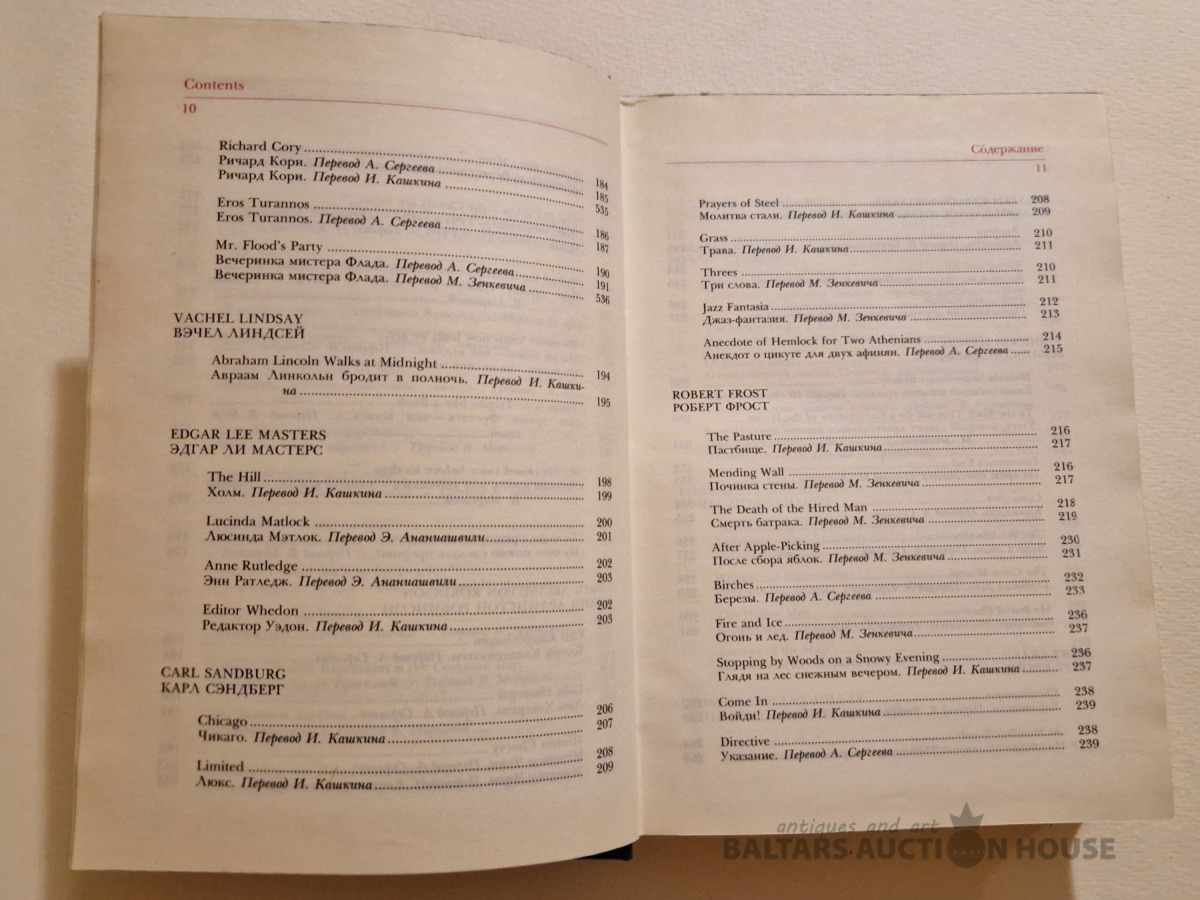 Contents
10
Richard Cory 184
Ричард Кори. Перевод А. Сергеева 185
Ричард Кори. Перевод И. Кашкина 535
Eros Turannos 186
Eros Turannos. Перевод А. Сергеева 187
Mr. Flood's Party 190
Вечеринка мистера Флада. Перевод А. Сергеева 191
Вечеринка мистера Флада. Перевод М. Зенкевича 536
VACHEL LINDSAY
ВЭЧЕЛ ЛИНДСЕЙ
Abraham Lincoln Walks at Midnight 194
Авраам Линкольн бродит в полночь. Перевод И. Кашки-
на 195
EDGAR LEE MASTERS
ЭДГАР ЛИ МАСТЕРС
The Hill 198
Холм. Перевод И. Кашкина 199
Lucinda Matlock 200
Люсинда Мэтлок. Перевод Э. Ананиашвили 201
Anne Rutledge 202
Энн Ратледж. Перевод Э. Ананиашвили 203
Editor Whedon 202
Редактор Уэдон. Перевод И. Кашкина 203
CARL SANDBURG
КАРЛ СЭНДБЕРГ
Chicago 206
Чикаго. Перевод И. Кашкина 207
Limited 208
Люкс. Перевод И. Кашкина 209
Содержание
11
Prayers of Steel 208
Молитва стали. Перевод И. Кашкина 209
Grass 210
Трава. Перевод И. Кашкина 211
Threes 210
Три слова. Перевод М. Зенкевича 211
Jazz Fantasia 212
Джаз-фантазия. Перевод М. Зенкевича 213
Anecdote of Hemlock for Two Athenians 214
Анекдот о цикуте для двух афинян. Перевод А. Сергеева 215
ROBERT FROST
РОБЕРТ ФРОСТ
The Pasture 216
Пастбище. Перевод И. Кашкина 217
Mending Wall 216
Починка стены. Перевод М. Зенкевича 217
The Death of the Hired Man 218
Смерть батрака. Перевод М. Зенкевича 219
After Apple-Picking 230
После сбора яблок. Перевод М. Зенкевича 231
Birches 232
Березы. Перевод А. Сергеева 233
Fire and Ice 236
Огонь и лед. Перевод М. Зенкевича 237
Stopping by Woods on a Snowy Evening 236
Глядя на лес снежным вечером. Перевод И. Кашкина 237
Come In 238
Войди! Перевод И. Кашкина 239
Directive 238
Указание. Перевод А. Сергеева 239
antiques and art
BALTARS AUCTION HOUSE